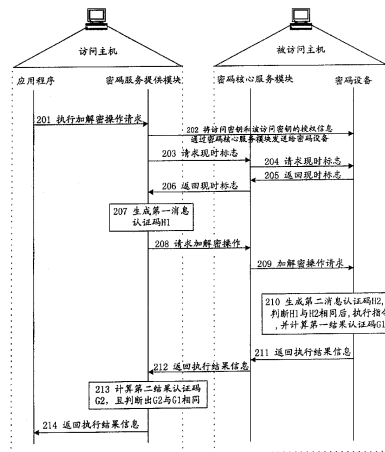 访问主机
被访问主机
应用程序
密码服务提供模块
密码核心服务模块
密码设备
201 执行加解密操作请求
202 将访问密钥和该访问密钥的授权信息
通过密码核心服务模块发送给密码设备
203 请求现时标志
204 请求现时标志
205 返回现时标志
206 返回现时标志
207 生成第一消息
认证码H1
208 请求加解密操作
209 加解密操作请求
210 生成第二消息认证码H2,
判断H1与H2相同后, 执行指令
, 并计算第一结果认证码G1
211 返回执行结果信息
212 返回执行结果信息
213 计算第二结果认证码
G2, 且判断出G2与G1相同
214 返回执行结果信息